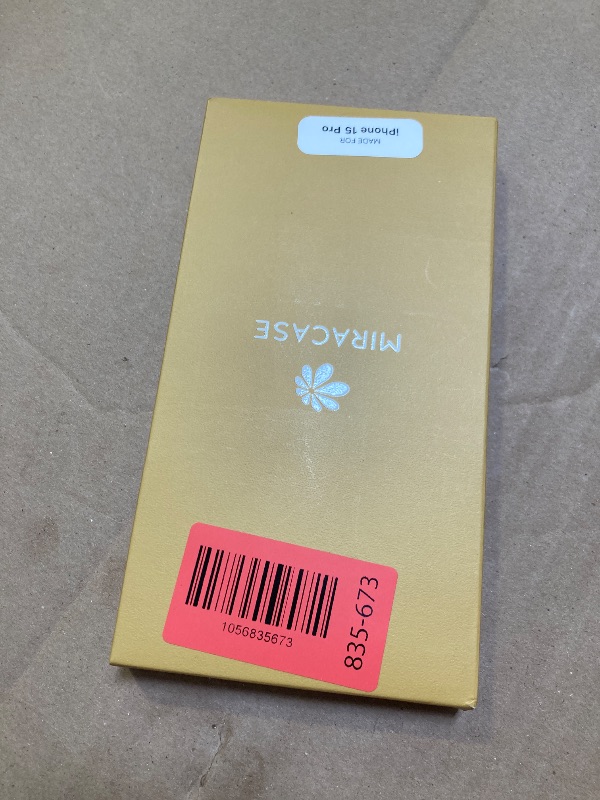 MADE FOR
iPhone 15 Pro
MIRACASE
1056835673
835-673